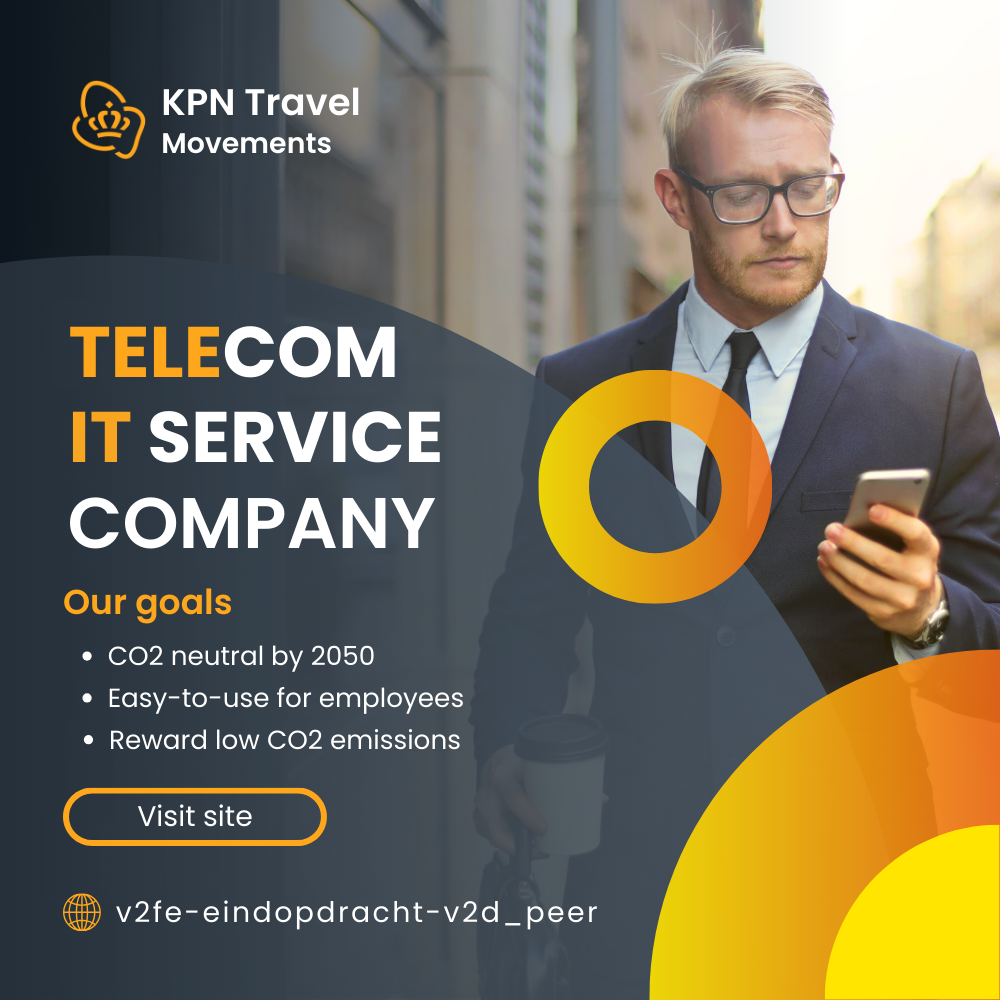 KPN Travel
Movements
TELECOM
IT SERVICE
COMPANY
Our goals
• CO2 neutral by 2050
• Easy-to-use for employees
• Reward low CO2 emissions
Visit site
v2fe-eindopdracht-v2d_peer